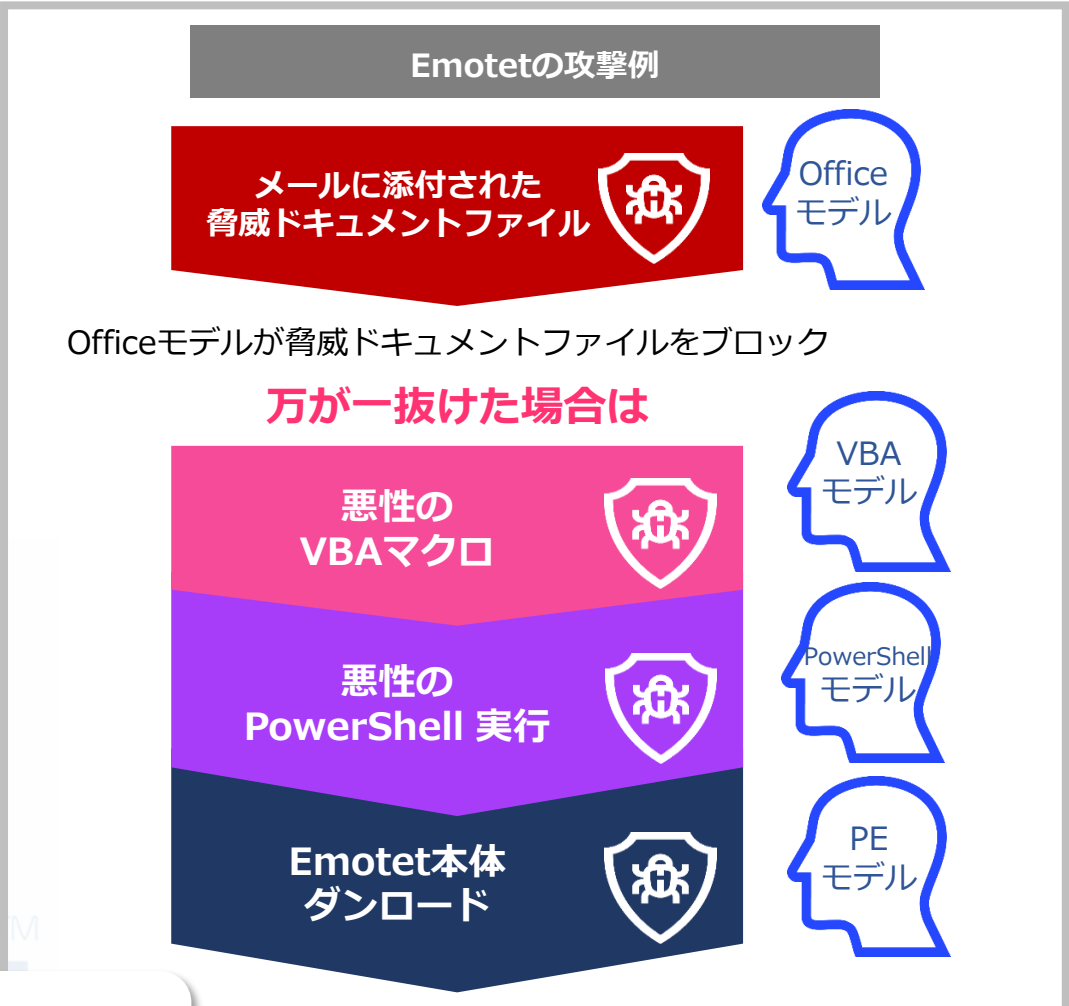 Emotetの攻撃例
メールに添付された
脅威ドキュメントファイル
Office
モデル
Officeモデルが脅威ドキュメントファイルをブロック
万が一抜けた場合は
悪性の
VBAマクロ
VBA
モデル
悪性の
PowerShell 実行
PowerShell
モデル
Emotet本体
ダンロード
PE
モデル
TM